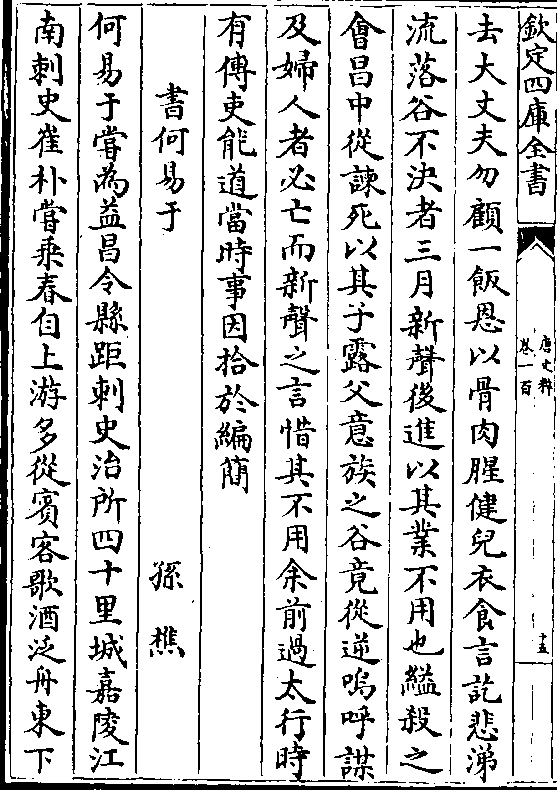 欽定四庫全書
唐文粹
卷一百
十五
去大丈夫勿顧一飯恩以骨肉腥健兒衣食言訖悲涕
流落谷不決者三月新聲後進以其業不用也縊殺之
會昌中從諫死以其子露父意族之谷竟從逆嗚呼謀
及婦人者必亡而新聲之言惜其不用余前過太行時
有傳吏能道當時事因拾於編簡
書何易于 孫樵
何易于嘗為益昌令縣距刺史治所四十里城嘉陵江
南刺史崔朴嘗乘春自上游多從賓客歌酒泛舟東下